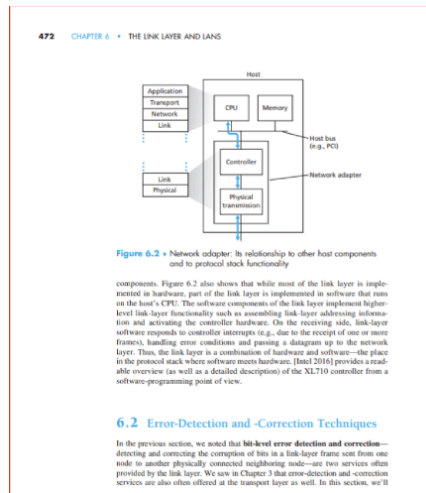 472 CHAPTER 6 • THE LINK LAYER AND LANS
Host
Application
Transport
Network
Link
CPU
Memory
Host bus
(e.g., PCI)
Controller
Network adapter
Link
Physical
Physical
transmission
Figure 6.2 • Network adapter: Its relationship to other host components
and to protocol stack functionality
components. Figure 6.2 also shows that while most of the link layer is imple-
mented in hardware, part of the link layer is implemented in software that runs
on the host's CPU. The software components of the link layer implement higher-
level link-layer functionality such as assembling link-layer addressing informa-
tion and activating the controller hardware. On the receiving side, link-layer
software responds to controller interrupts (e.g., due to the receipt of one or more
frames), handling error conditions and passing a datagram up to the network
layer. Thus, the link layer is a combination of hardware and software—the place
in the protocol stack where software meets hardware. [Intel 2016] provides a read-
able overview (as well as a detailed description) of the XL710 controller from a
software-programming point of view.
6.2 Error-Detection and -Correction Techniques
In the previous section, we noted that bit-level error detection and correction—
detecting and correcting the corruption of bits in a link-layer frame sent from one
node to another physically connected neighboring node—are two services often
provided by the link layer. We saw in Chapter 3 that error-detection and -correction
services are also often offered at the transport layer as well. In this section, we'll